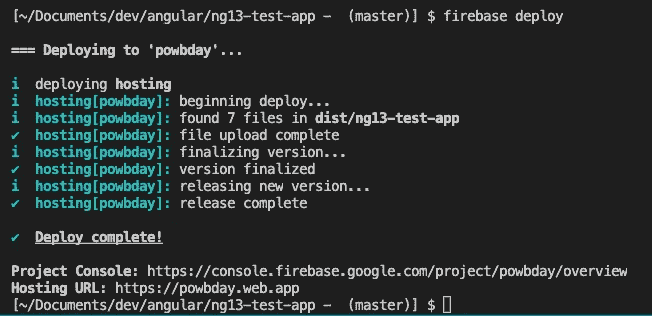 [~/Documents/dev/angular/ng13-test-app - (master)] $ firebase deploy
=== Deploying to 'powbday'...
i deploying hosting
i hosting[powbday]: beginning deploy...
i hosting[powbday]: found 7 files in dist/ng13-test-app
✔ hosting[powbday]: file upload complete
i hosting[powbday]: finalizing version...
✔ hosting[powbday]: version finalized
i hosting[powbday]: releasing new version...
✔ hosting[powbday]: release complete
✔ Deploy complete!
Project Console: https://console.firebase.google.com/project/powbday/overview
Hosting URL: https://powbday.web.app
[~/Documents/dev/angular/ng13-test-app - (master)] $